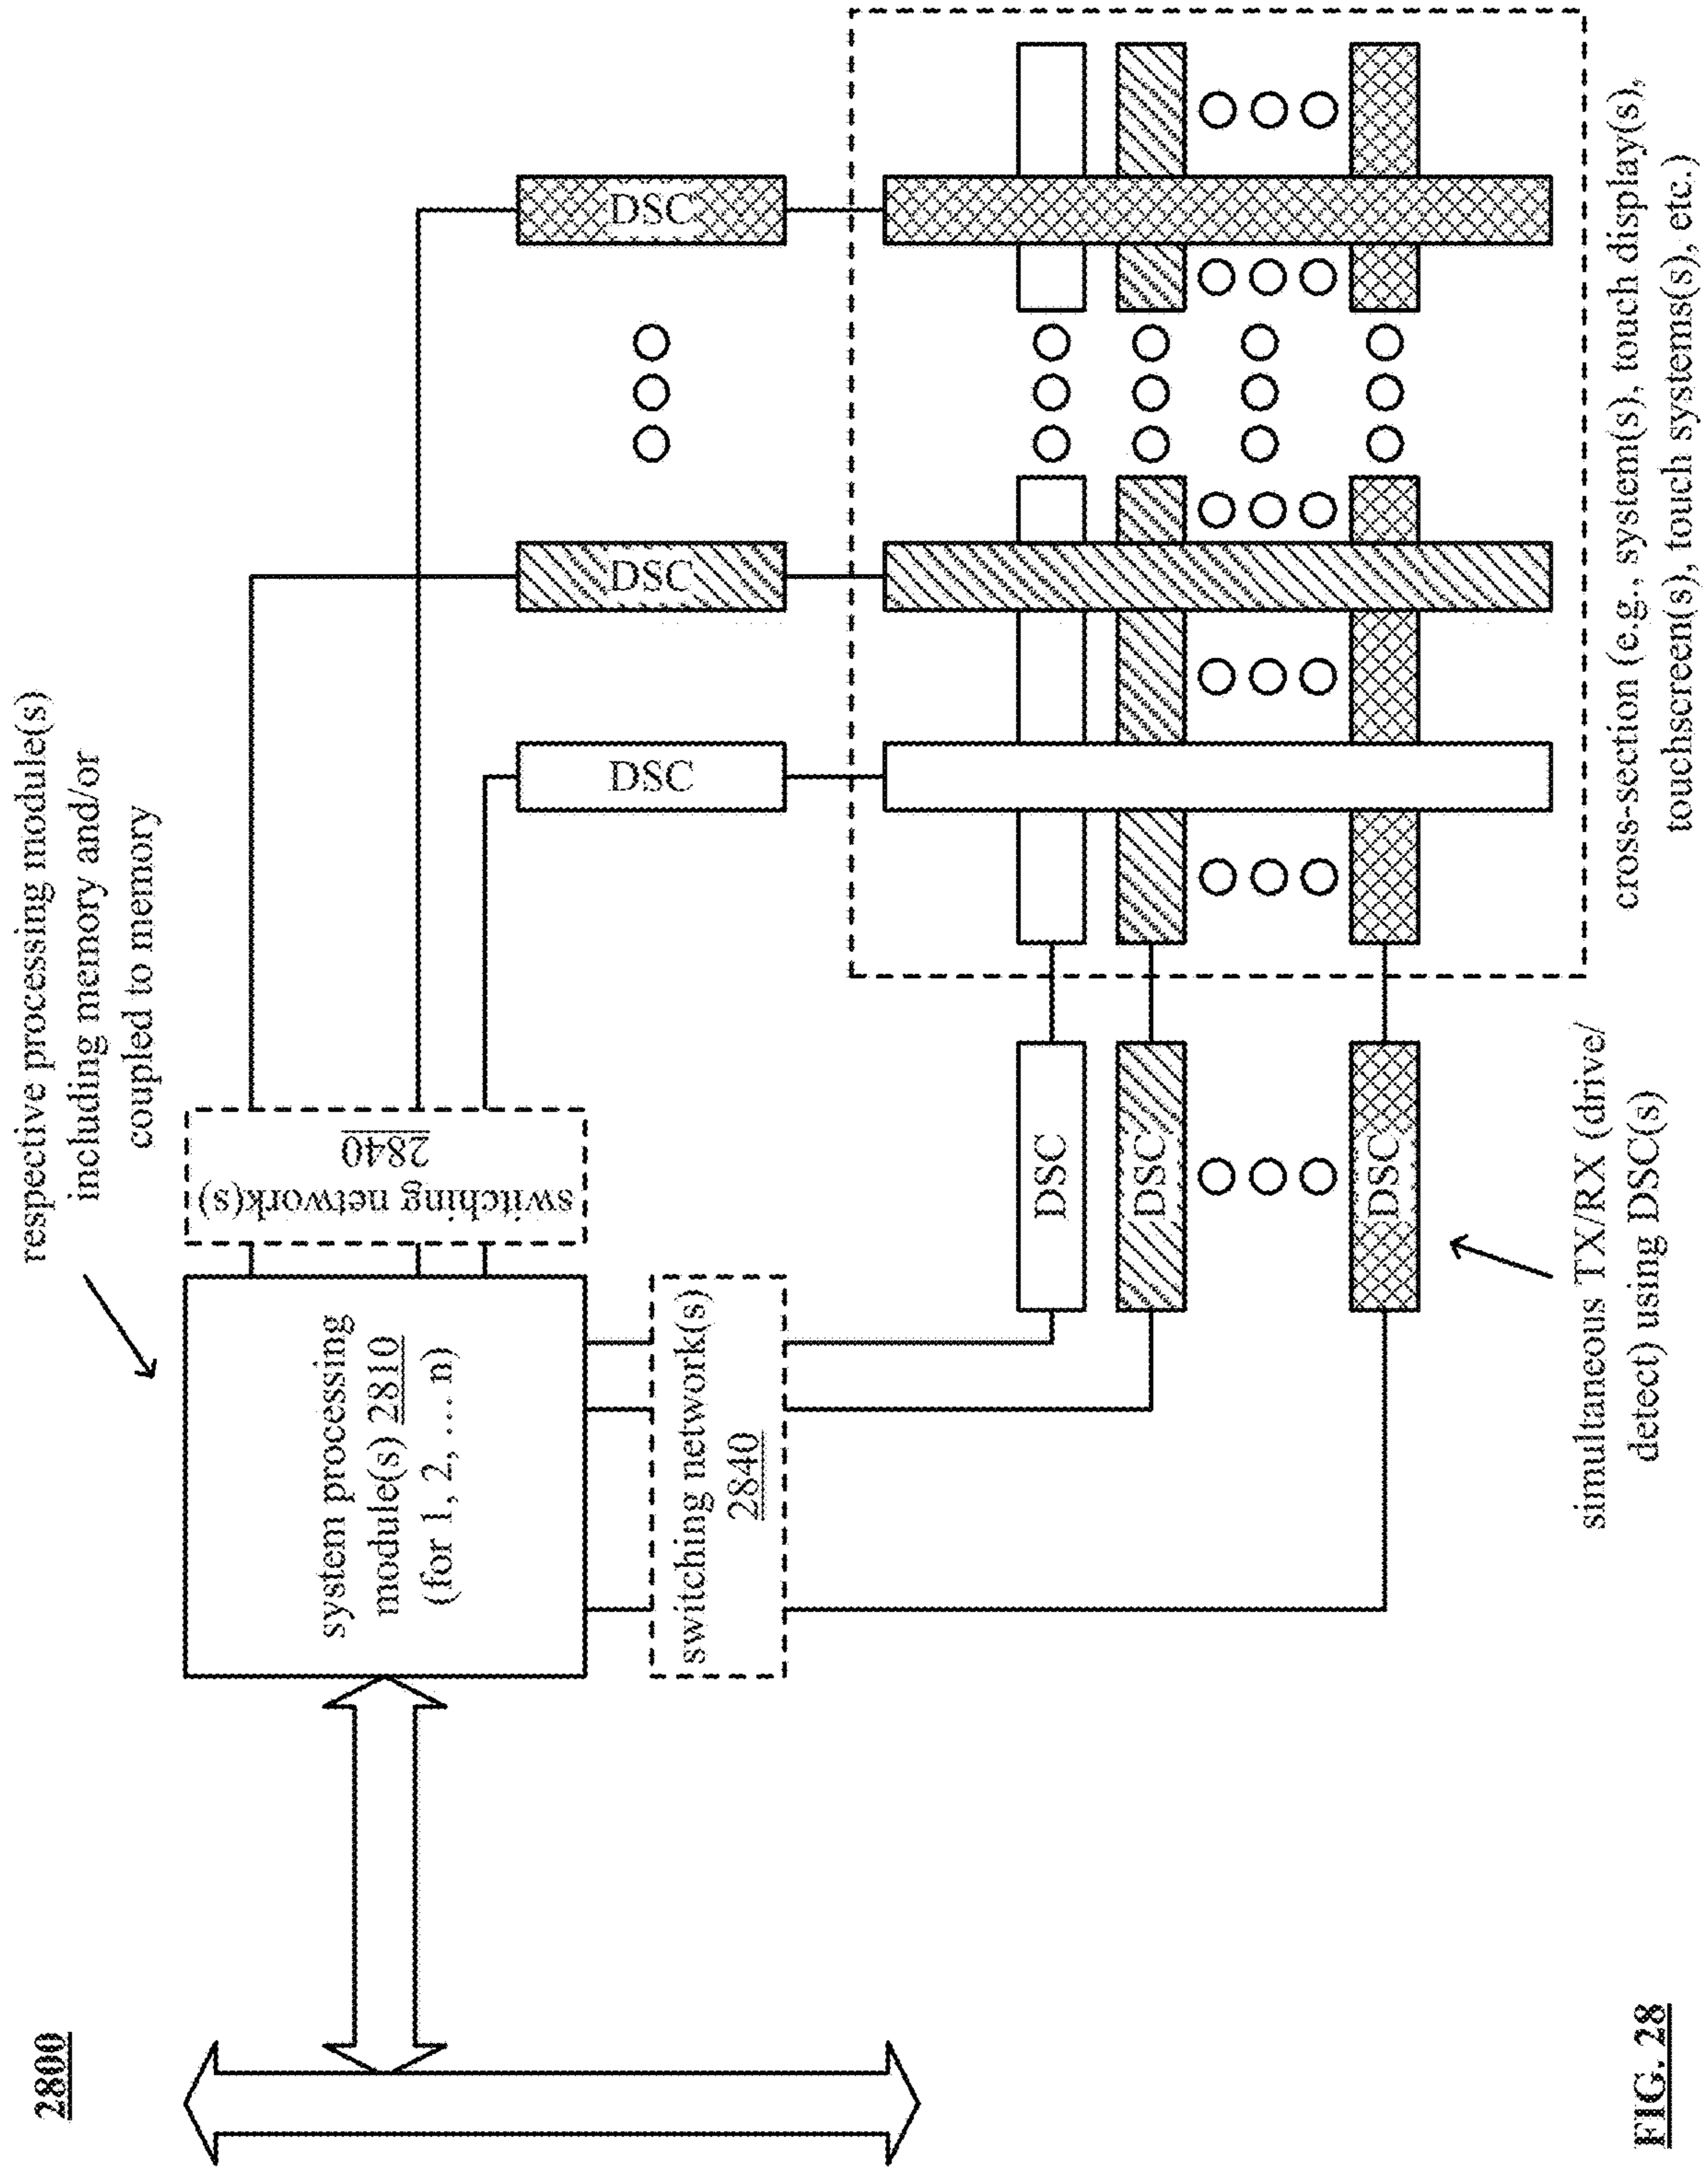 2800
respective processing module(s)
including memory and/or
coupled to memory
system processing
module(s) 2810
(for 1, 2, … n)
switching network(s)
2840
switching network(s)
2840
DSC
DSC
DSC
DSC
DSC
DSC
simultaneous TX/RX (drive/
detect) using DSC(s)
cross-section (e.g., system(s), touch display(s),
touchscreen(s), touch systems(s), etc.)
FIG. 28